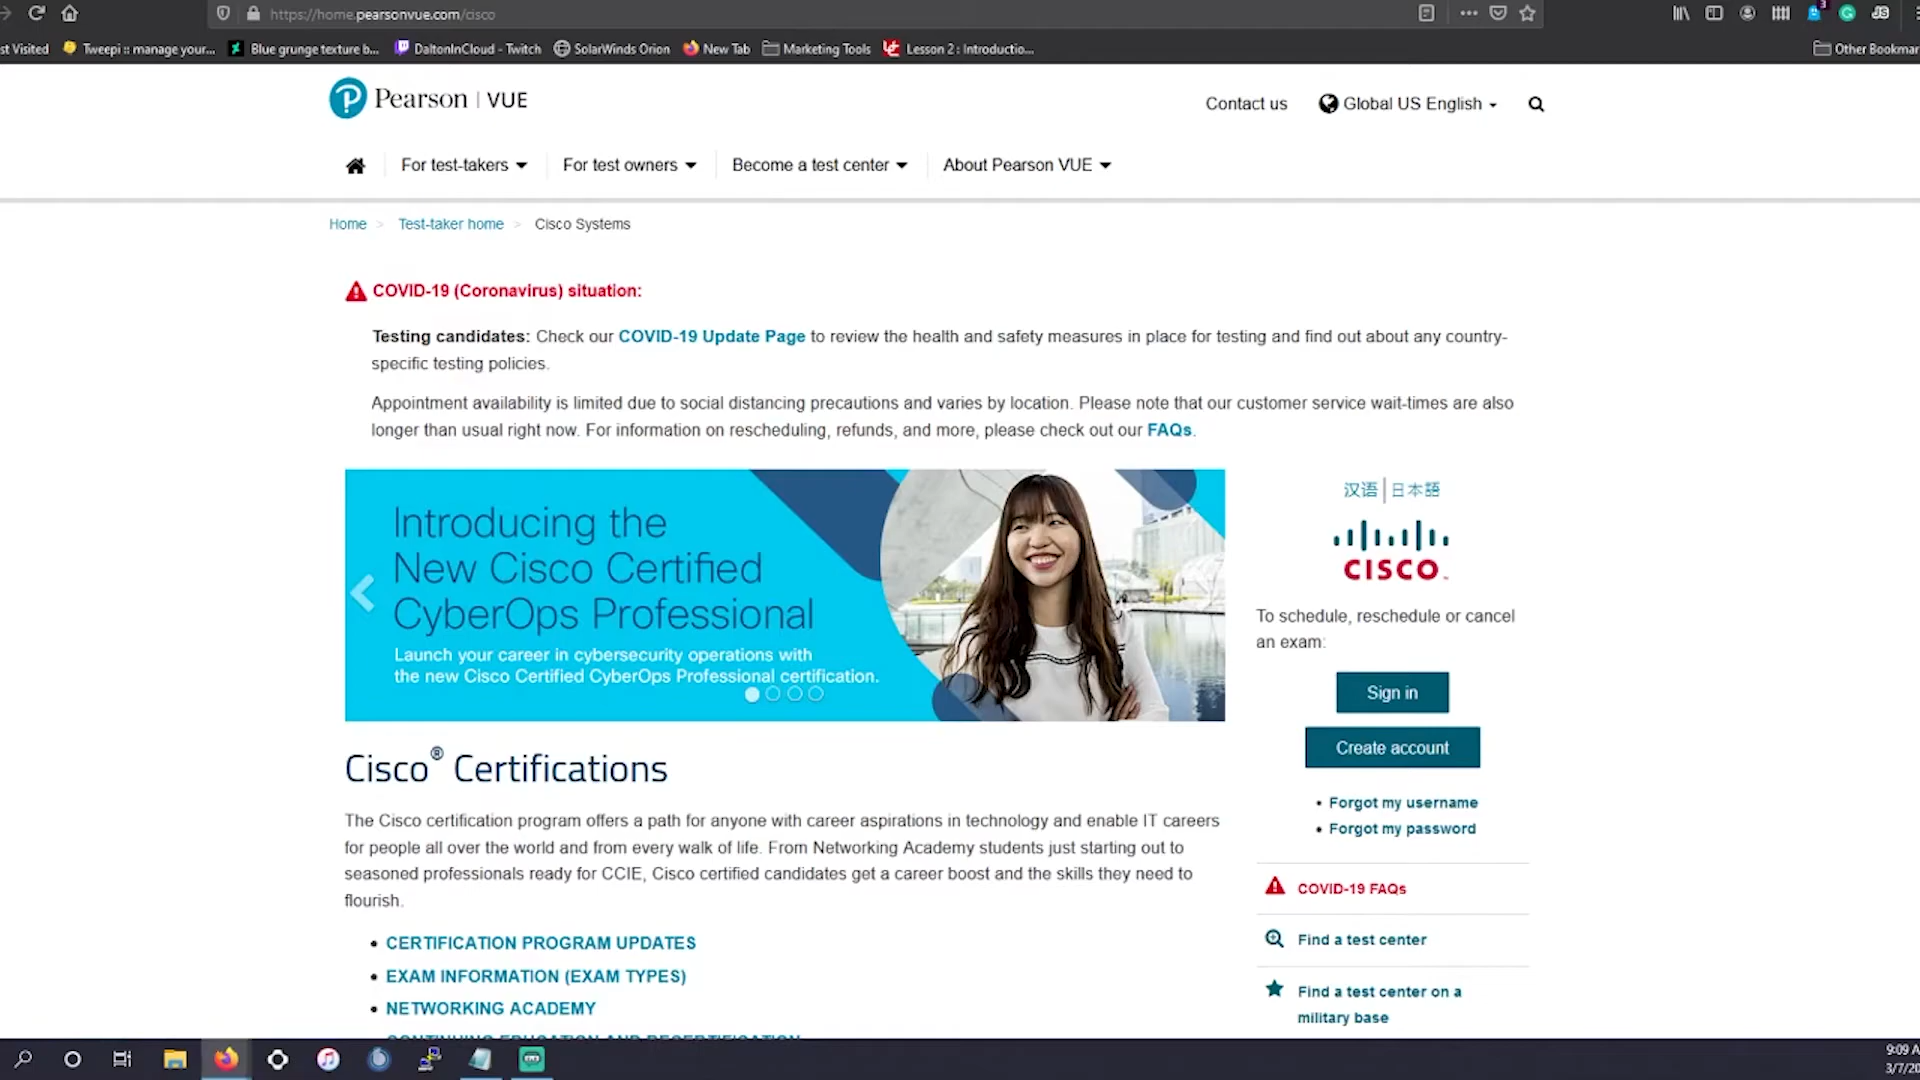 https://home.pearsonvue.com/cisco
st Visited Tweepi :: manage your... Blue grunge texture b... DaltonInCloud - Twitch SolarWinds Orion New Tab Marketing Tools Lesson 2 : Introductio... Other Bookmar
Pearson | VUE
Contact us Global US English
For test-takers For test owners Become a test center About Pearson VUE
Home > Test-taker home > Cisco Systems
COVID-19 (Coronavirus) situation:
Testing candidates: Check our COVID-19 Update Page to review the health and safety measures in place for testing and find out about any country-
specific testing policies.
Appointment availability is limited due to social distancing precautions and varies by location. Please note that our customer service wait-times are also
longer than usual right now. For information on rescheduling, refunds, and more, please check out our FAQs.
Introducing the
New Cisco Certified
CyberOps Professional
Launch your career in cybersecurity operations with
the new Cisco Certified CyberOps Professional certification.
汉语 | 日本語
CISCO
To schedule, reschedule or cancel
an exam:
Sign in
Create account
• Forgot my username
• Forgot my password
COVID-19 FAQs
Find a test center
Find a test center on a
military base
Cisco® Certifications
The Cisco certification program offers a path for anyone with career aspirations in technology and enable IT careers
for people all over the world and from every walk of life. From Networking Academy students just starting out to
seasoned professionals ready for CCIE, Cisco certified candidates get a career boost and the skills they need to
flourish.
• CERTIFICATION PROGRAM UPDATES
• EXAM INFORMATION (EXAM TYPES)
• NETWORKING ACADEMY
CONTINUING EDUCATION AND RECERTIFICATION
9:09 A
3/7/20